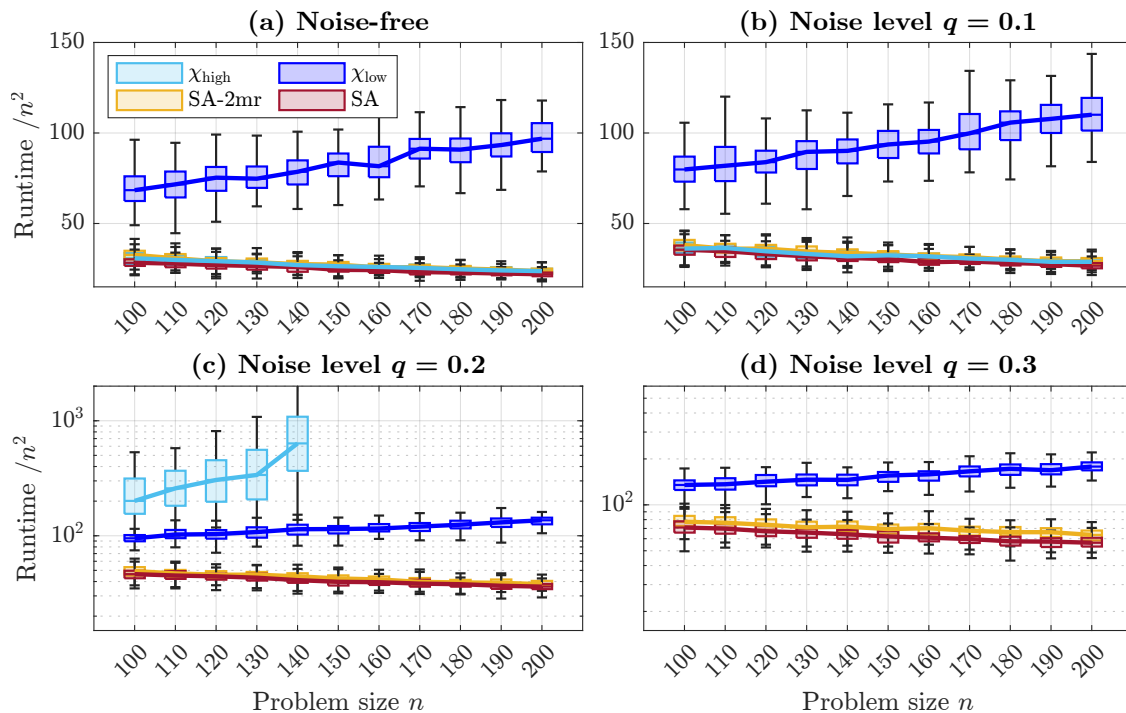 (a) Noise-free
150
100
50
Runtime /n²
χhigh
χlow
SA-2mr
SA
100 110 120 130 140 150 160 170 180 190 200
(b) Noise level q = 0.1
150
100
50
100 110 120 130 140 150 160 170 180 190 200
(c) Noise level q = 0.2
10³
10²
Runtime /n²
100 110 120 130 140 150 160 170 180 190 200
Problem size n
(d) Noise level q = 0.3
10²
100 110 120 130 140 150 160 170 180 190 200
Problem size n